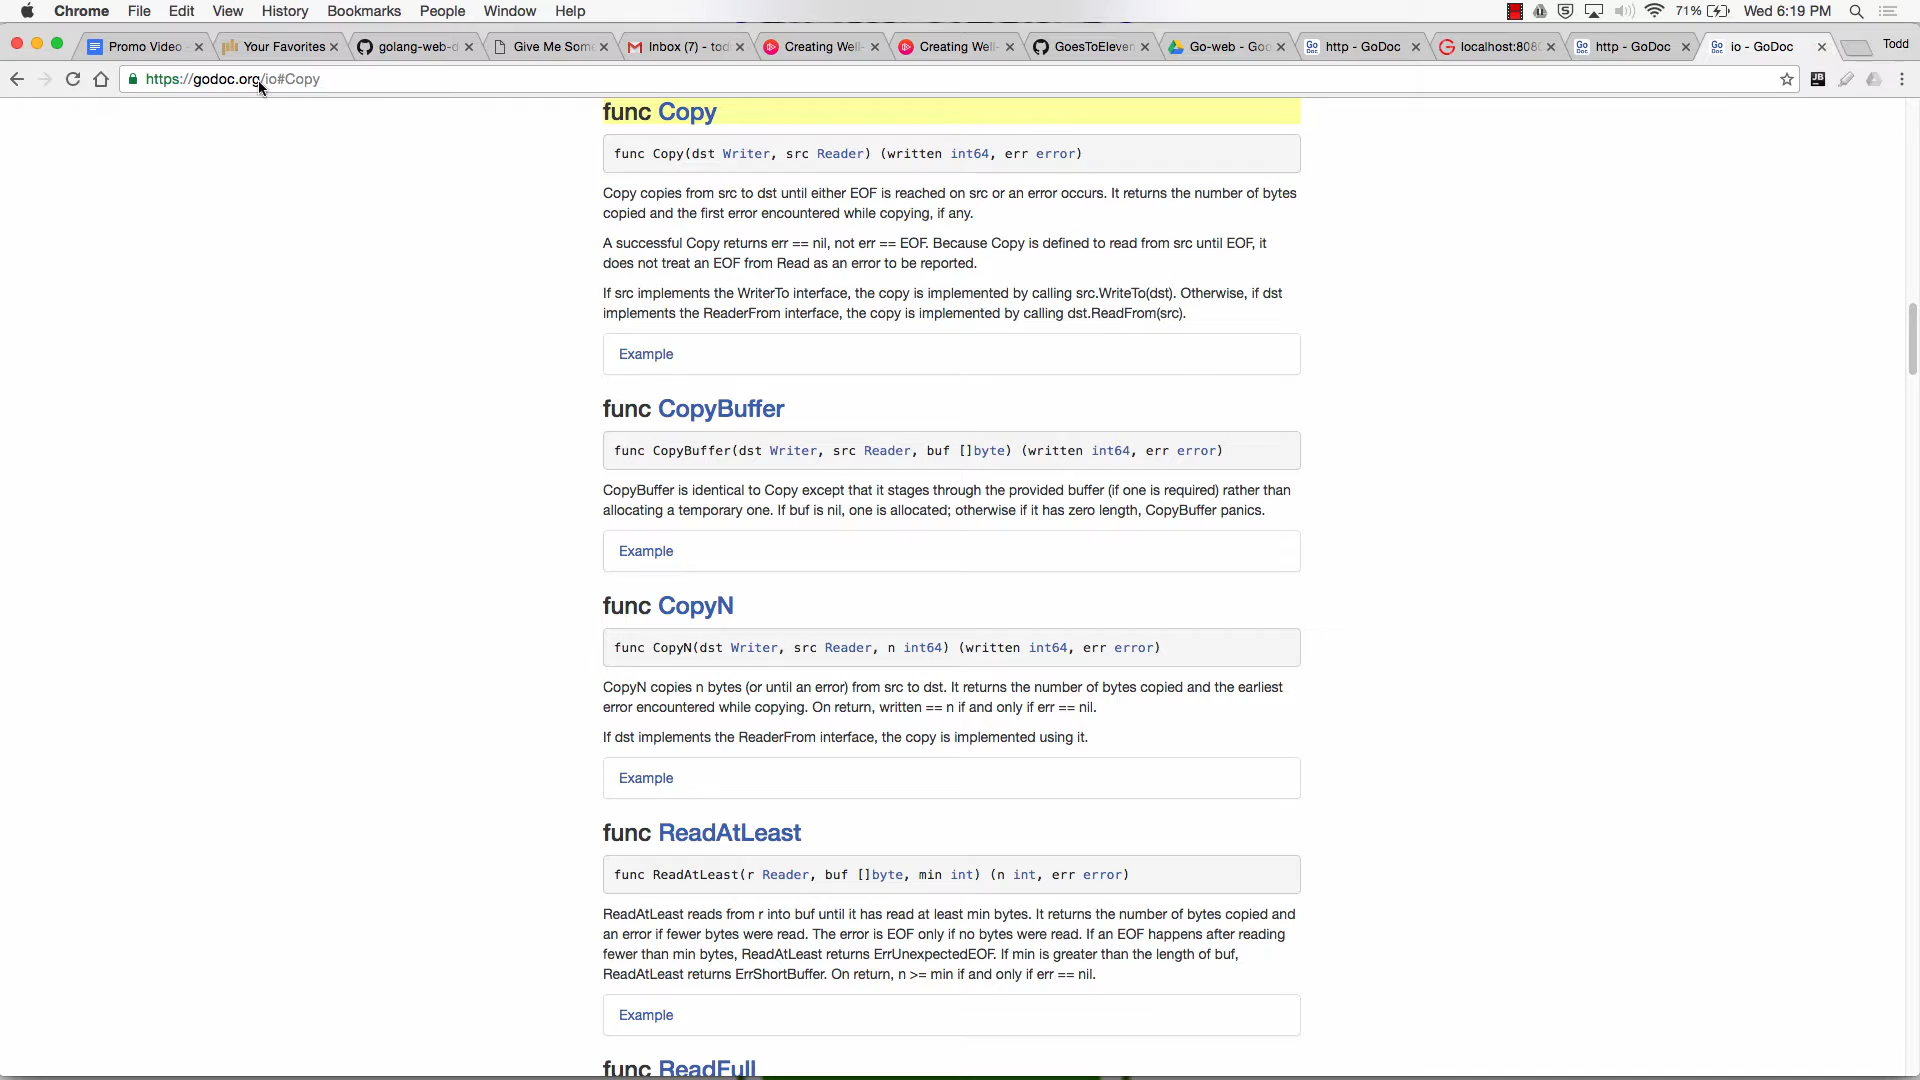 Chrome File Edit View History Bookmarks People Window Help 71% Wed 6:19 PM
Promo Video Your Favorites golang-web-d Give Me Som Inbox (7) - tod Creating Well- Creating Well- GoesToEleven Go-web - Goo http - GoDoc localhost:808 http - GoDoc io - GoDoc Todd
https://godoc.org/io#Copy
func Copy
func Copy(dst Writer, src Reader) (written int64, err error)
Copy copies from src to dst until either EOF is reached on src or an error occurs. It returns the number of bytes
copied and the first error encountered while copying, if any.
A successful Copy returns err == nil, not err == EOF. Because Copy is defined to read from src until EOF, it
does not treat an EOF from Read as an error to be reported.
If src implements the WriterTo interface, the copy is implemented by calling src.WriteTo(dst). Otherwise, if dst
implements the ReaderFrom interface, the copy is implemented by calling dst.ReadFrom(src).
Example
func CopyBuffer
func CopyBuffer(dst Writer, src Reader, buf []byte) (written int64, err error)
CopyBuffer is identical to Copy except that it stages through the provided buffer (if one is required) rather than
allocating a temporary one. If buf is nil, one is allocated; otherwise if it has zero length, CopyBuffer panics.
Example
func CopyN
func CopyN(dst Writer, src Reader, n int64) (written int64, err error)
CopyN copies n bytes (or until an error) from src to dst. It returns the number of bytes copied and the earliest
error encountered while copying. On return, written == n if and only if err == nil.
If dst implements the ReaderFrom interface, the copy is implemented using it.
Example
func ReadAtLeast
func ReadAtLeast(r Reader, buf []byte, min int) (n int, err error)
ReadAtLeast reads from r into buf until it has read at least min bytes. It returns the number of bytes copied and
an error if fewer bytes were read. The error is EOF only if no bytes were read. If an EOF happens after reading
fewer than min bytes, ReadAtLeast returns ErrUnexpectedEOF. If min is greater than the length of buf,
ReadAtLeast returns ErrShortBuffer. On return, n >= min if and only if err == nil.
Example
func ReadFull